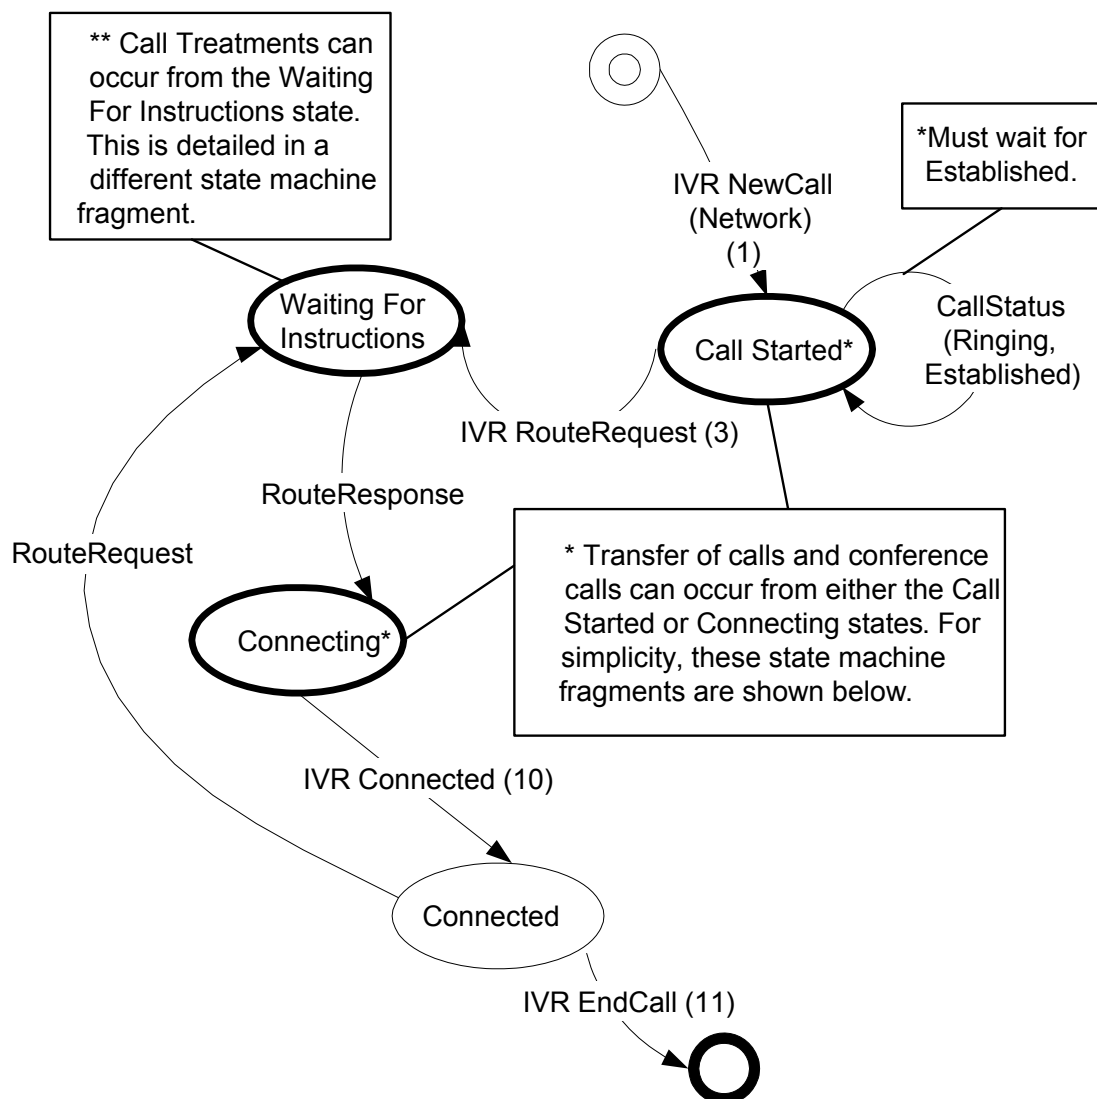 ** Call Treatments can
occur from the Waiting
For Instructions state.
This is detailed in a
different state machine
fragment.
IVR NewCall
(Network)
(1)
*Must wait for
Established.
Waiting For
Instructions
Call Started*
CallStatus
(Ringing,
Established)
IVR RouteRequest (3)
RouteResponse
RouteRequest
* Transfer of calls and conference
calls can occur from either the Call
Started or Connecting states. For
simplicity, these state machine
fragments are shown below.
Connecting*
IVR Connected (10)
Connected
IVR EndCall (11)